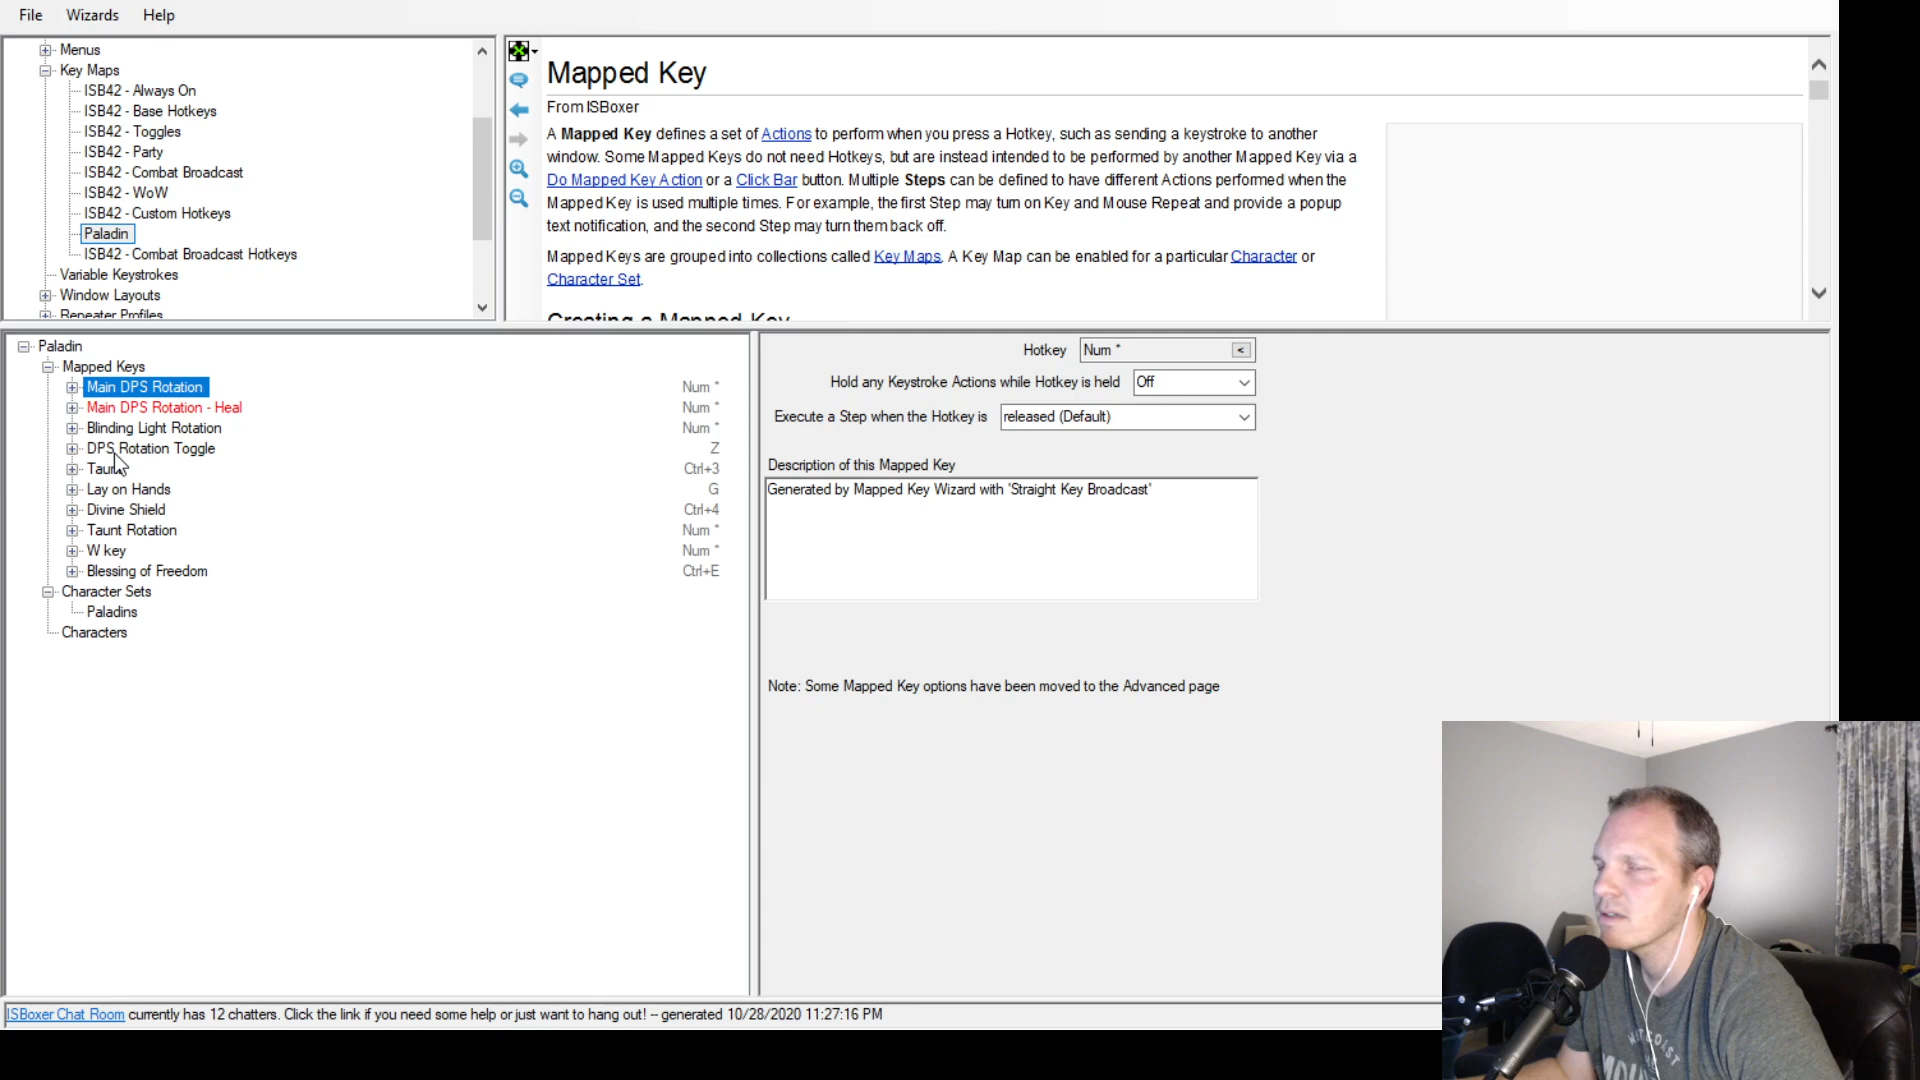 File Wizards Help
Menus
Key Maps
ISB42 - Always On
ISB42 - Base Hotkeys
ISB42 - Toggles
ISB42 - Party
ISB42 - Combat Broadcast
ISB42 - WoW
ISB42 - Custom Hotkeys
Paladin
ISB42 - Combat Broadcast Hotkeys
Variable Keystrokes
Window Layouts
Repeater Profiles
Mapped Key
From ISBoxer
A Mapped Key defines a set of Actions to perform when you press a Hotkey, such as sending a keystroke to another
window. Some Mapped Keys do not need Hotkeys, but are instead intended to be performed by another Mapped Key via a
Do Mapped Key Action or a Click Bar button. Multiple Steps can be defined to have different Actions performed when the
Mapped Key is used multiple times. For example, the first Step may turn on Key and Mouse Repeat and provide a popup
text notification, and the second Step may turn them back off.
Mapped Keys are grouped into collections called Key Maps. A Key Map can be enabled for a particular Character or
Character Set.
Creating a Mapped Key
Paladin
Mapped Keys
Main DPS Rotation Num *
Main DPS Rotation - Heal Num *
Blinding Light Rotation Num *
DPS Rotation Toggle Z
Taunt Ctrl+3
Lay on Hands G
Divine Shield Ctrl+4
Taunt Rotation Num *
W key Num *
Blessing of Freedom Ctrl+E
Character Sets
Paladins
Characters
Hotkey Num * <
Hold any Keystroke Actions while Hotkey is held Off
Execute a Step when the Hotkey is released (Default)
Description of this Mapped Key
Generated by Mapped Key Wizard with 'Straight Key Broadcast'
Note: Some Mapped Key options have been moved to the Advanced page
ISBoxer Chat Room currently has 12 chatters. Click the link if you need some help or just want to hang out! -- generated 10/28/2020 11:27:16 PM